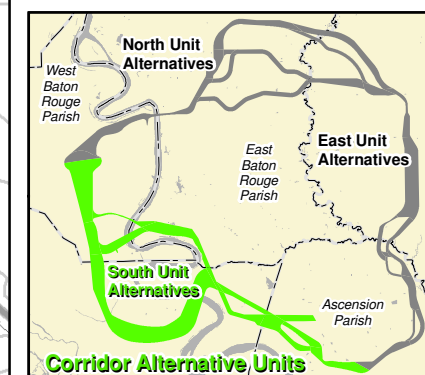 North Unit
Alternatives
West
Baton
Rouge
Parish
East Unit
Alternatives
East
Baton
Rouge
Parish
South Unit
Alternatives
Ascension
Parish
Corridor Alternative Units